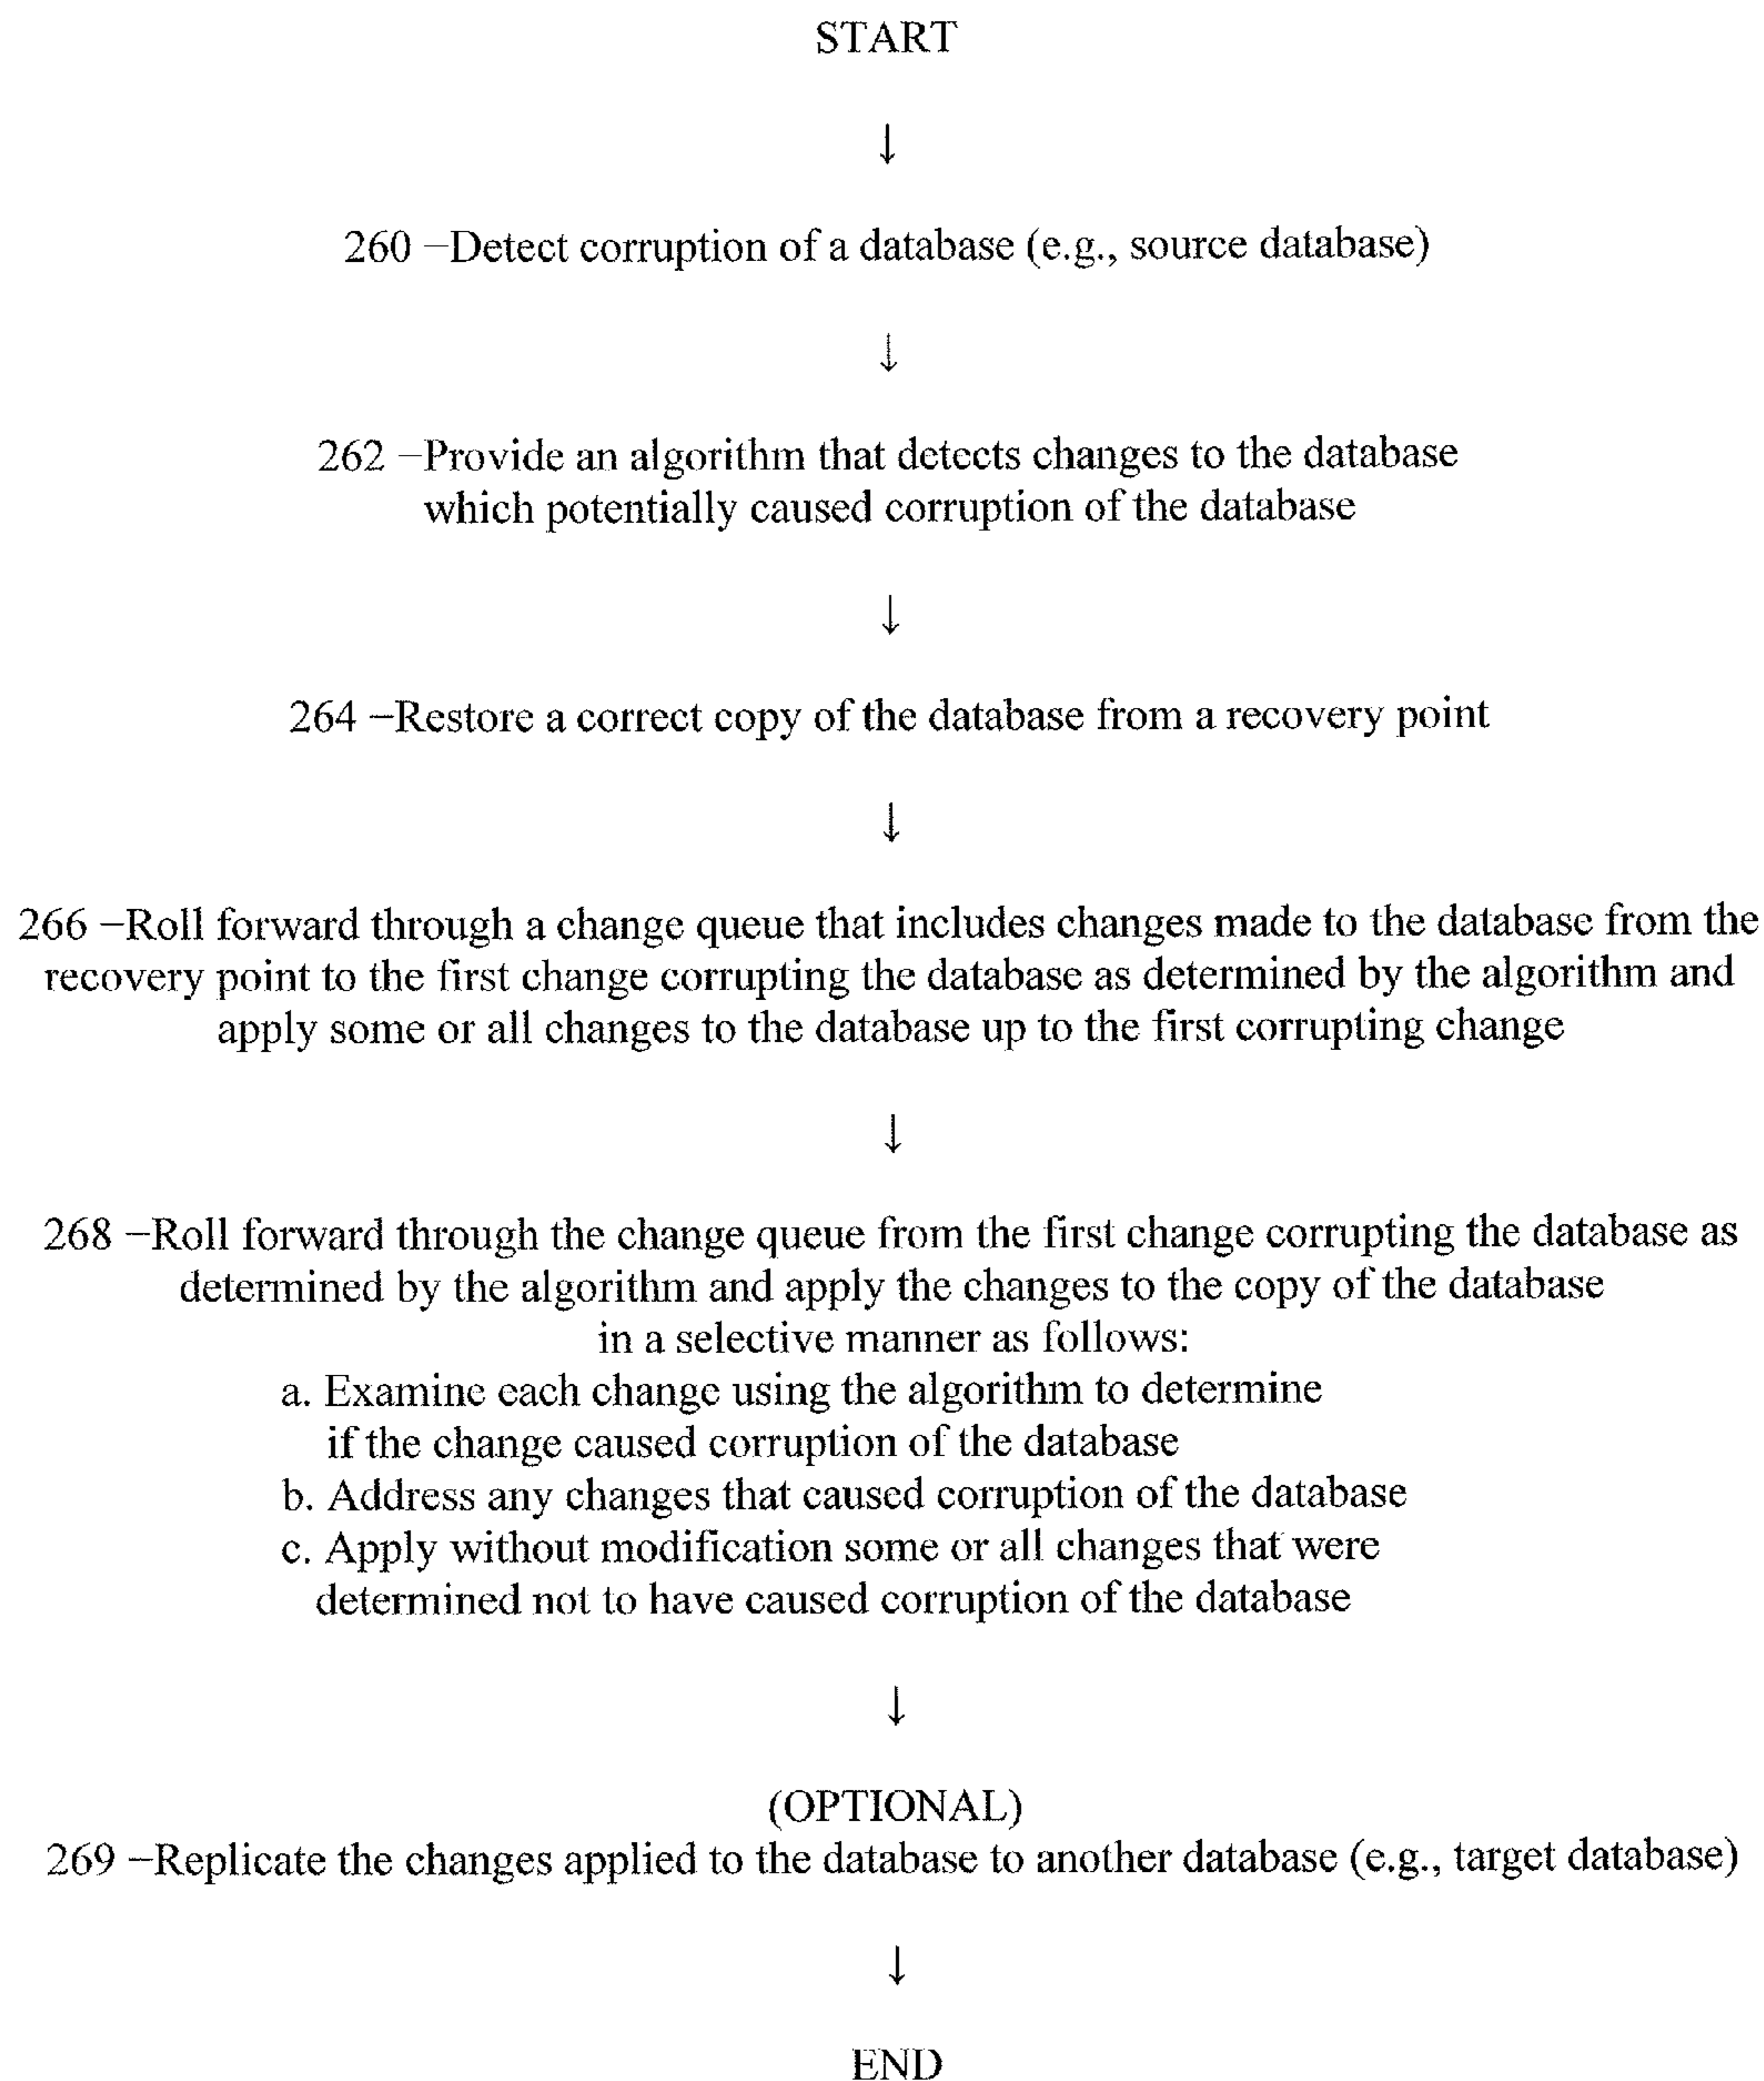 START
↓
260 –Detect corruption of a database (e.g., source database)
↓
262 –Provide an algorithm that detects changes to the database
which potentially caused corruption of the database
↓
264 –Restore a correct copy of the database from a recovery point
↓
266 –Roll forward through a change queue that includes changes made to the database from the
recovery point to the first change corrupting the database as determined by the algorithm and
apply some or all changes to the database up to the first corrupting change
↓
268 –Roll forward through the change queue from the first change corrupting the database as
determined by the algorithm and apply the changes to the copy of the database
in a selective manner as follows:
a. Examine each change using the algorithm to determine
if the change caused corruption of the database
b. Address any changes that caused corruption of the database
c. Apply without modification some or all changes that were
determined not to have caused corruption of the database
↓
(OPTIONAL)
269 –Replicate the changes applied to the database to another database (e.g., target database)
↓
END